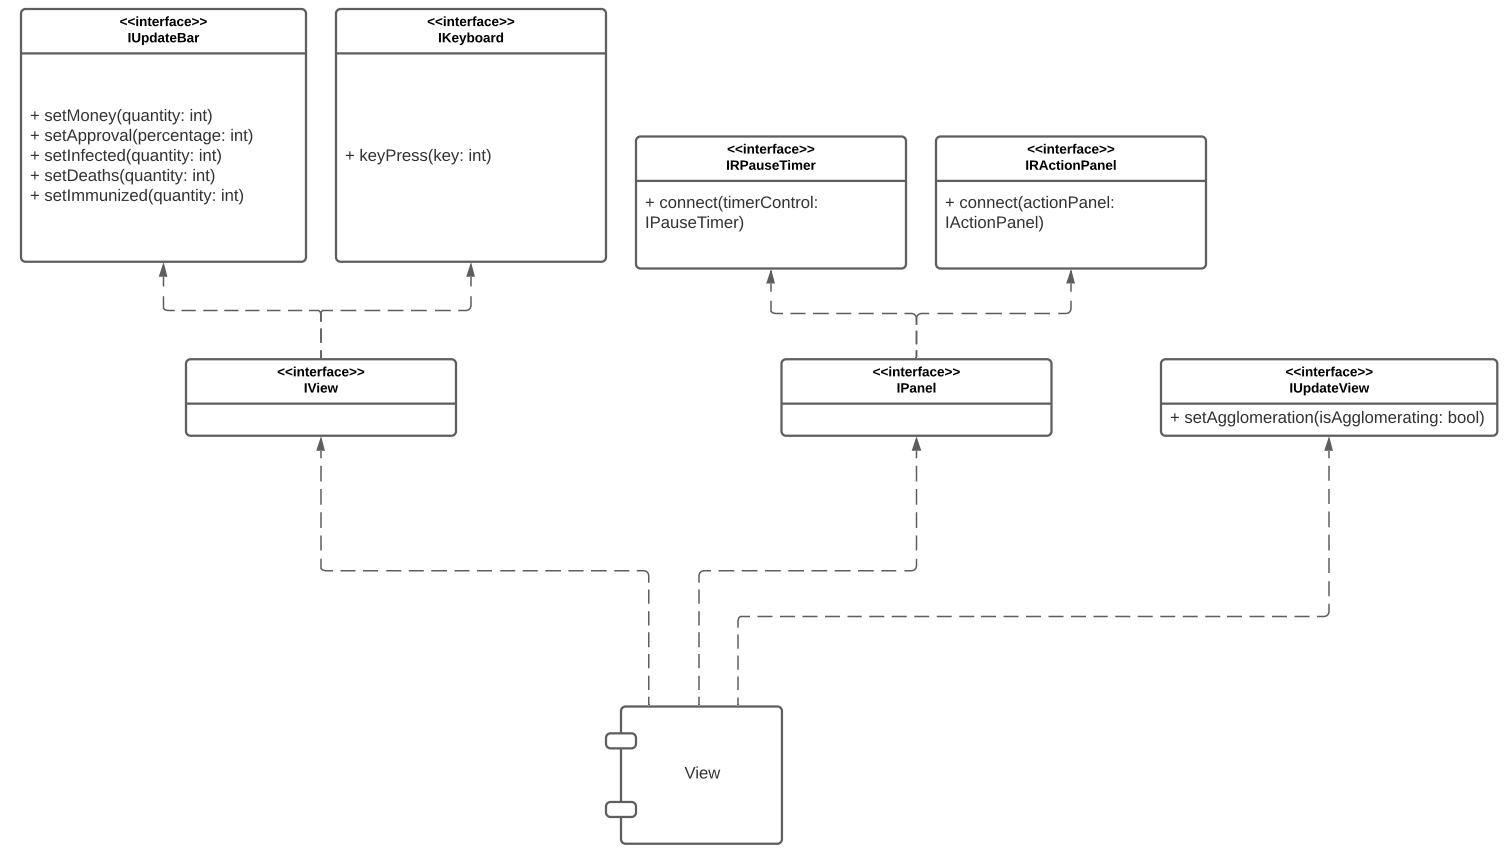 <<interface>>
IUpdateBar
+ setMoney(quantity: int)
+ setApproval(percentage: int)
+ setInfected(quantity: int)
+ setDeaths(quantity: int)
+ setImmunized(quantity: int)
<<interface>>
IKeyboard
+ keyPress(key: int)
<<interface>>
IRPauseTimer
+ connect(timerControl:
IPauseTimer)
<<interface>>
IRActionPanel
+ connect(actionPanel:
IActionPanel)
<<interface>>
IView
<<interface>>
IPanel
<<interface>>
IUpdateView
+ setAgglomeration(isAgglomerating: bool)
View